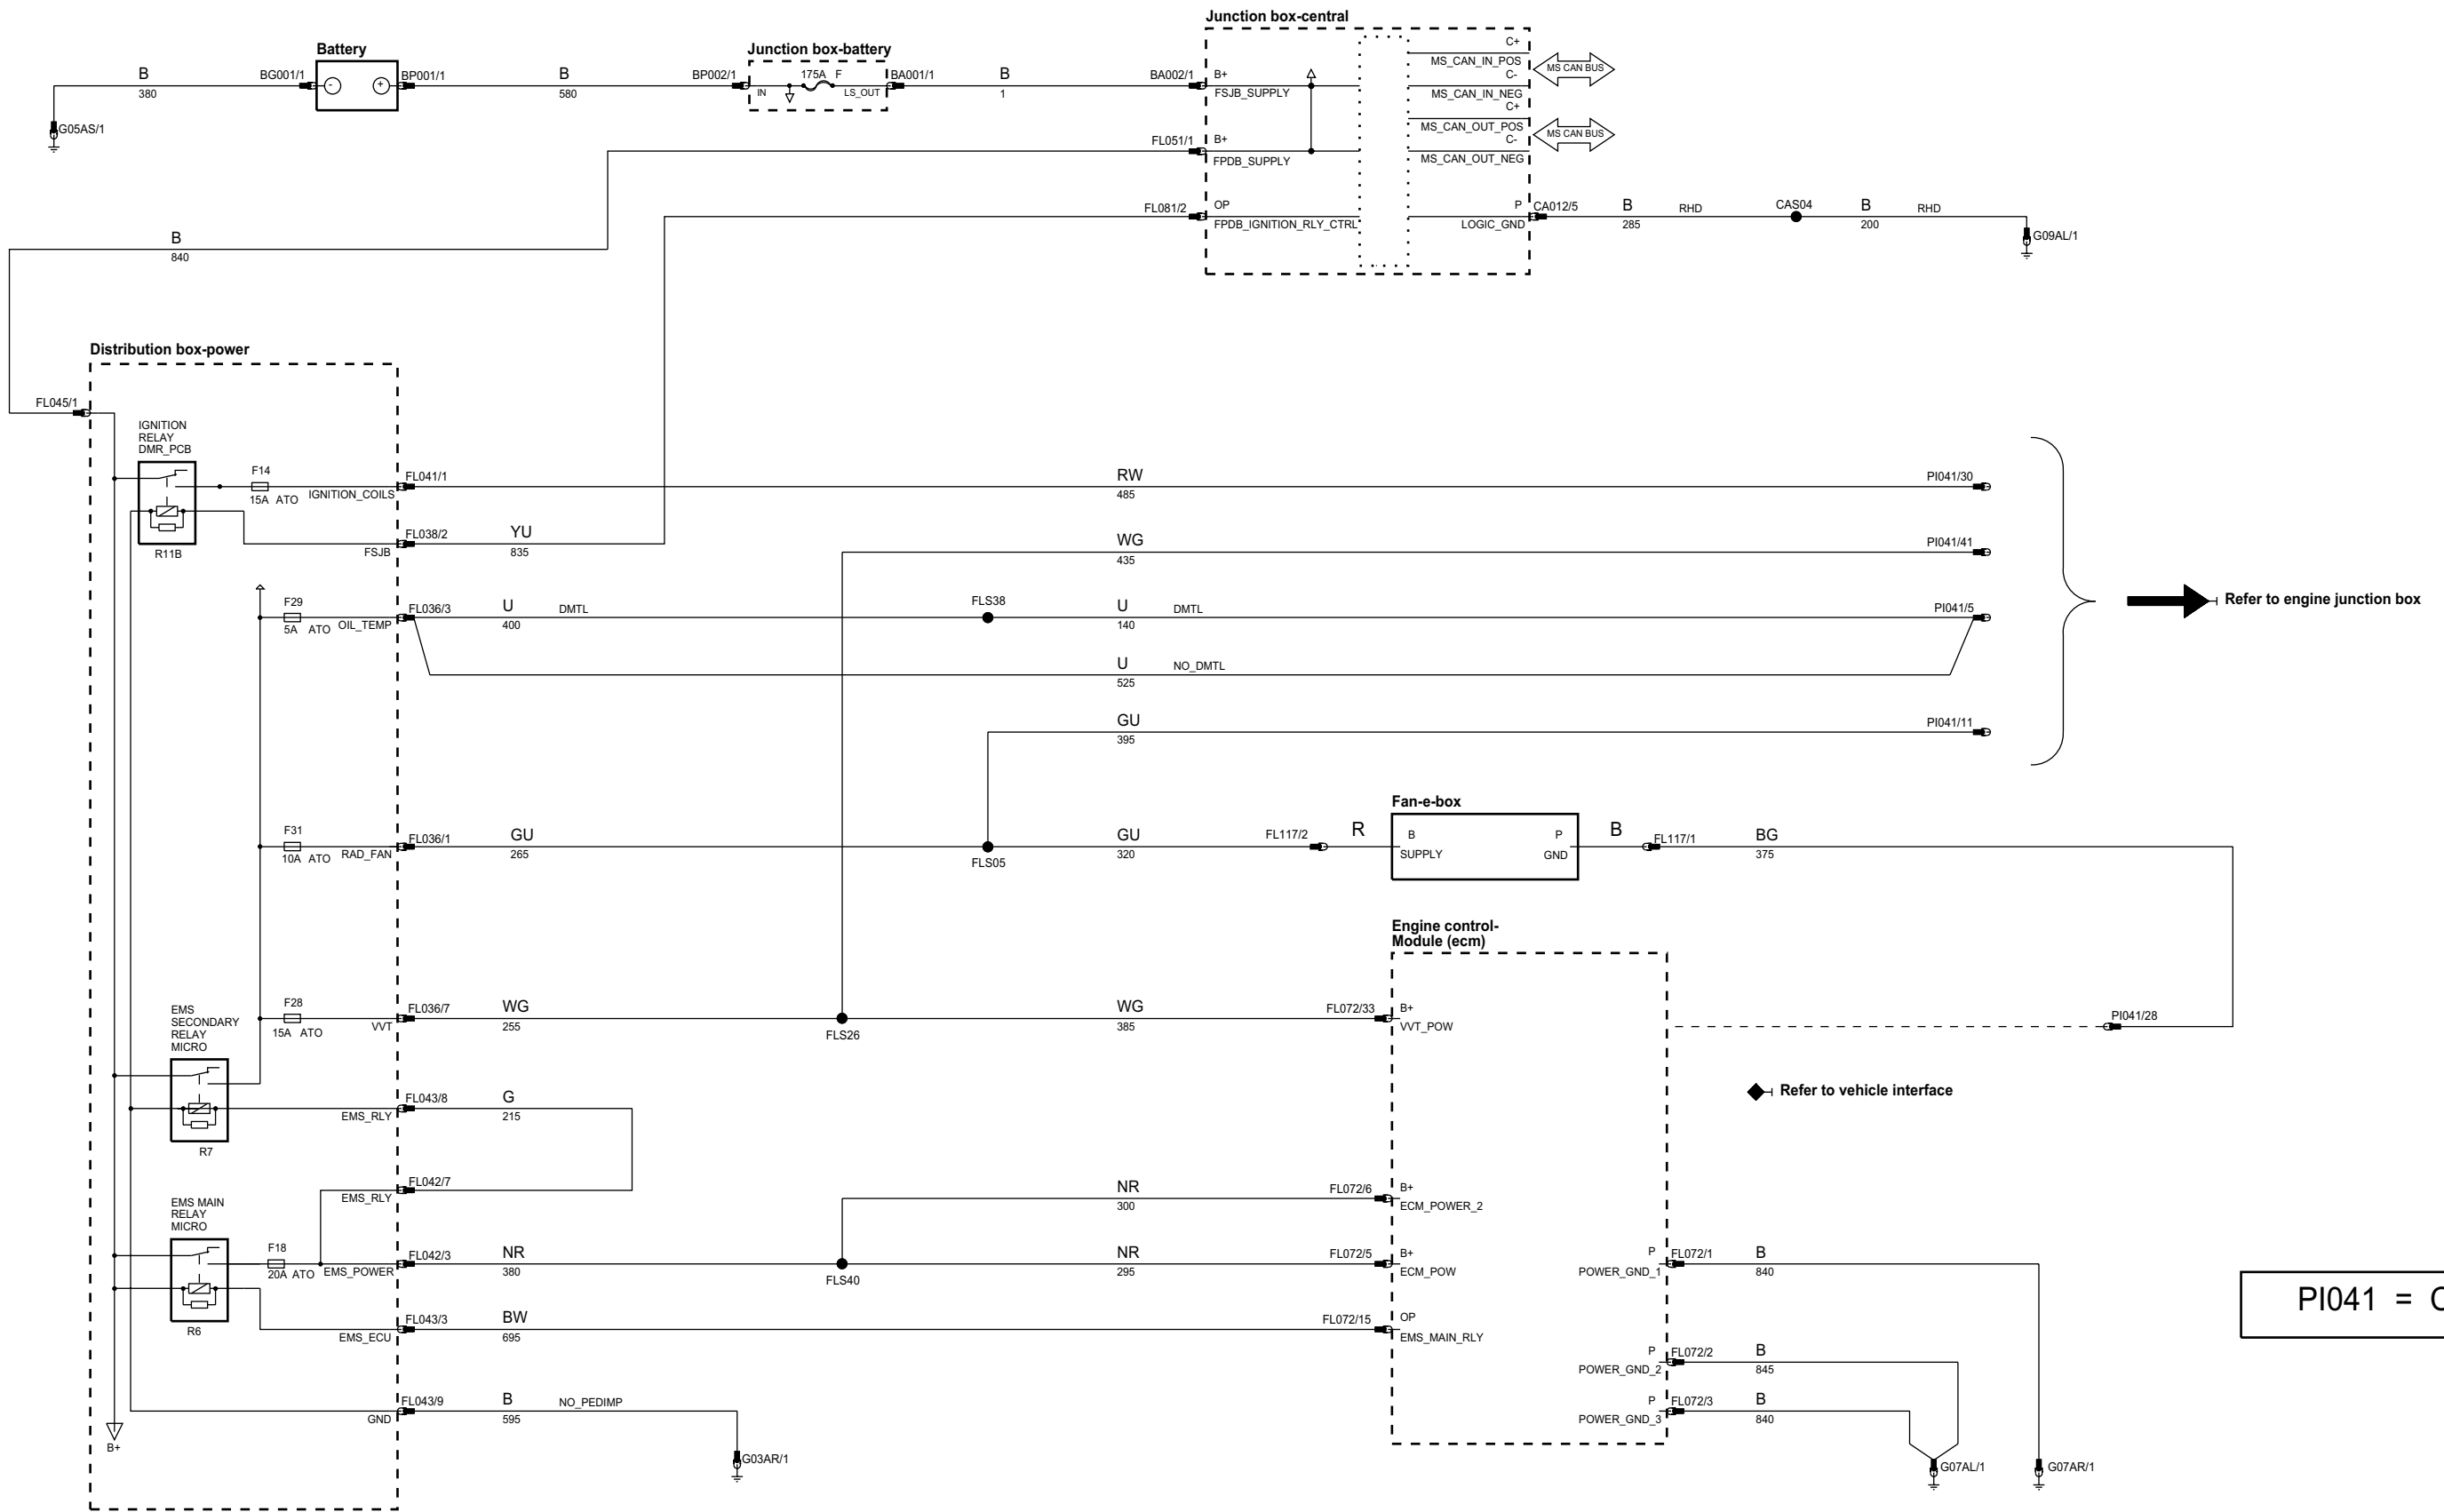 Junction box-central
Battery
Junction box-battery
B
380
BG001/1
-
+
BP001/1
B
580
BP002/1
175A F
IN
LS_OUT
BA001/1
B
1
BA002/1
B+
FSJB_SUPPLY
C+
MS_CAN_IN_POS
C-
MS_CAN_IN_NEG
MS CAN BUS
C+
MS_CAN_OUT_POS
C-
MS_CAN_OUT_NEG
MS CAN BUS
G05AS/1
FL051/1
B+
FPDB_SUPPLY
FL081/2
OP
FPDB_IGNITION_RLY_CTRL
P
LOGIC_GND
CA012/5
B
285
RHD
CAS04
B
200
RHD
G09AL/1
B
840
Distribution box-power
FL045/1
IGNITION
RELAY
DMR_PCB
R11B
F14
15A ATO
IGNITION_COILS
FL041/1
RW
485
PI041/30
FSJB
FL038/2
YU
835
WG
435
PI041/41
F29
5A ATO
OIL_TEMP
FL036/3
U
400
DMTL
FLS38
U
140
DMTL
PI041/5
U
525
NO_DMTL
Refer to engine junction box
GU
395
PI041/11
F31
10A ATO
RAD_FAN
FL036/1
GU
265
FLS05
GU
320
FL117/2
R
Fan-e-box
B
SUPPLY
P
GND
B
FL117/1
BG
375
Engine control-
Module (ecm)
EMS
SECONDARY
RELAY
MICRO
R7
F28
15A ATO
VVT
FL036/7
WG
255
FLS26
WG
385
FL072/33
B+
VVT_POW
PI041/28
EMS_RLY
FL043/8
G
215
Refer to vehicle interface
EMS_RLY
FL042/7
NR
300
FL072/6
B+
ECM_POWER_2
EMS MAIN
RELAY
MICRO
R6
F18
20A ATO
EMS_POWER
FL042/3
NR
380
FLS40
NR
295
FL072/5
B+
ECM_POW
P
POWER_GND_1
FL072/1
B
840
PI041 = C
EMS_ECU
FL043/3
BW
695
FL072/15
OP
EMS_MAIN_RLY
P
POWER_GND_2
FL072/2
B
845
P
POWER_GND_3
FL072/3
B
840
GND
FL043/9
B
595
NO_PEDIMP
B+
G03AR/1
G07AL/1
G07AR/1